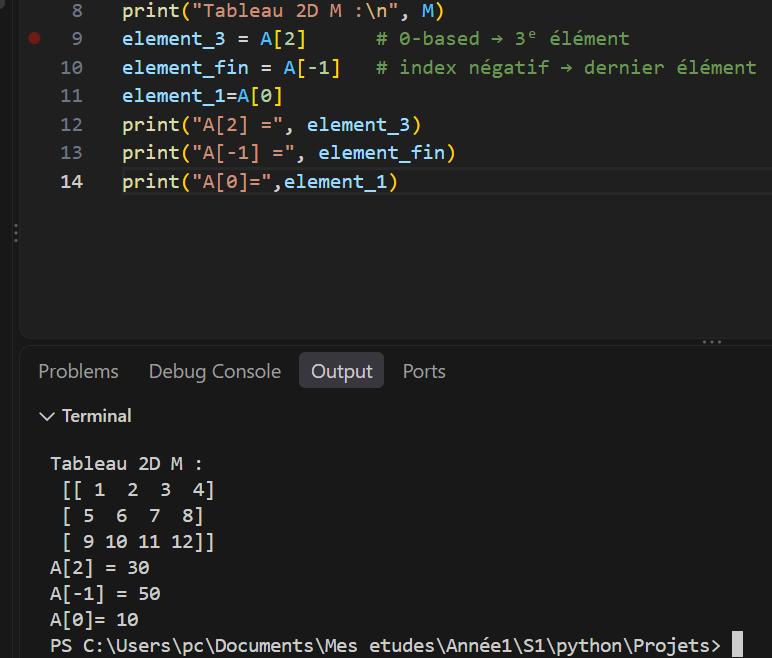 8 print("Tableau 2D M :\n", M)
9 element_3 = A[2]      # 0-based → 3ᵉ élément
10 element_fin = A[-1]   # index négatif → dernier élément
11 element_1=A[0]
12 print("A[2] =", element_3)
13 print("A[-1] =", element_fin)
14 print("A[0]=",element_1)
Problems Debug Console Output Ports
Terminal
Tableau 2D M :
 [[ 1  2  3  4]
 [ 5  6  7  8]
 [ 9 10 11 12]]
A[2] = 30
A[-1] = 50
A[0]= 10
PS C:\Users\pc\Documents\Mes etudes\Année1\S1\python\Projets>